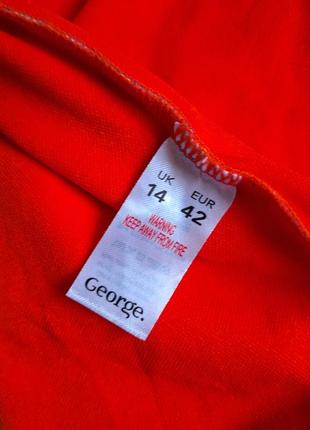 UK EUR
14 42
WARNING
KEEP AWAY FROM FIRE
George.